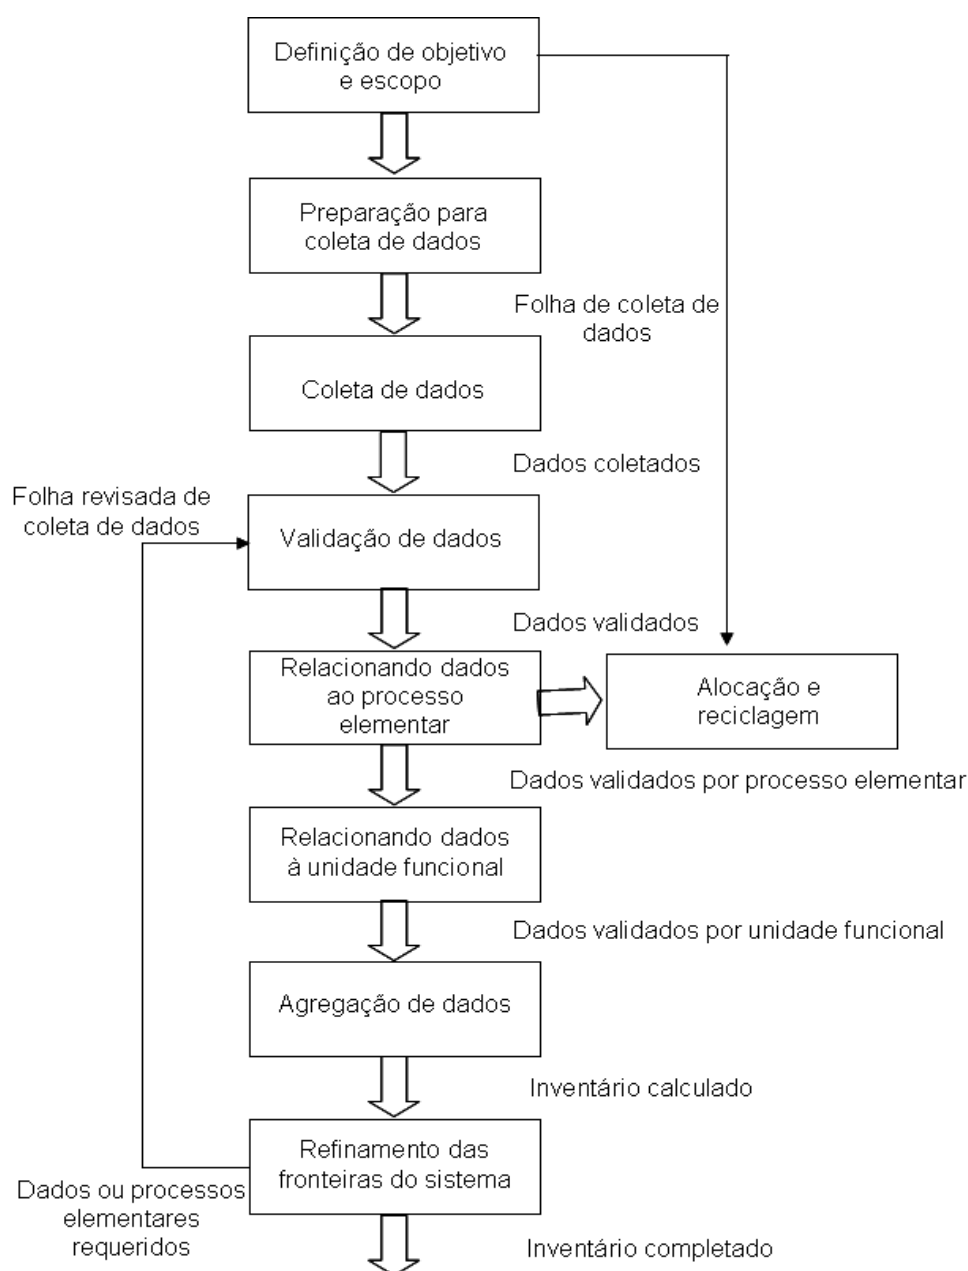 Definição de objetivo
e escopo
Preparação para
coleta de dados
Folha de coleta de
dados
Coleta de dados
Dados coletados
Folha revisada de
coleta de dados
Validação de dados
Dados validados
Relacionando dados
ao processo
elementar
Alocação e
reciclagem
Dados validados por processo elementar
Relacionando dados
à unidade funcional
Dados validados por unidade funcional
Agregação de dados
Inventário calculado
Refinamento das
fronteiras do sistema
Dados ou processos
elementares
requeridos
Inventário completado